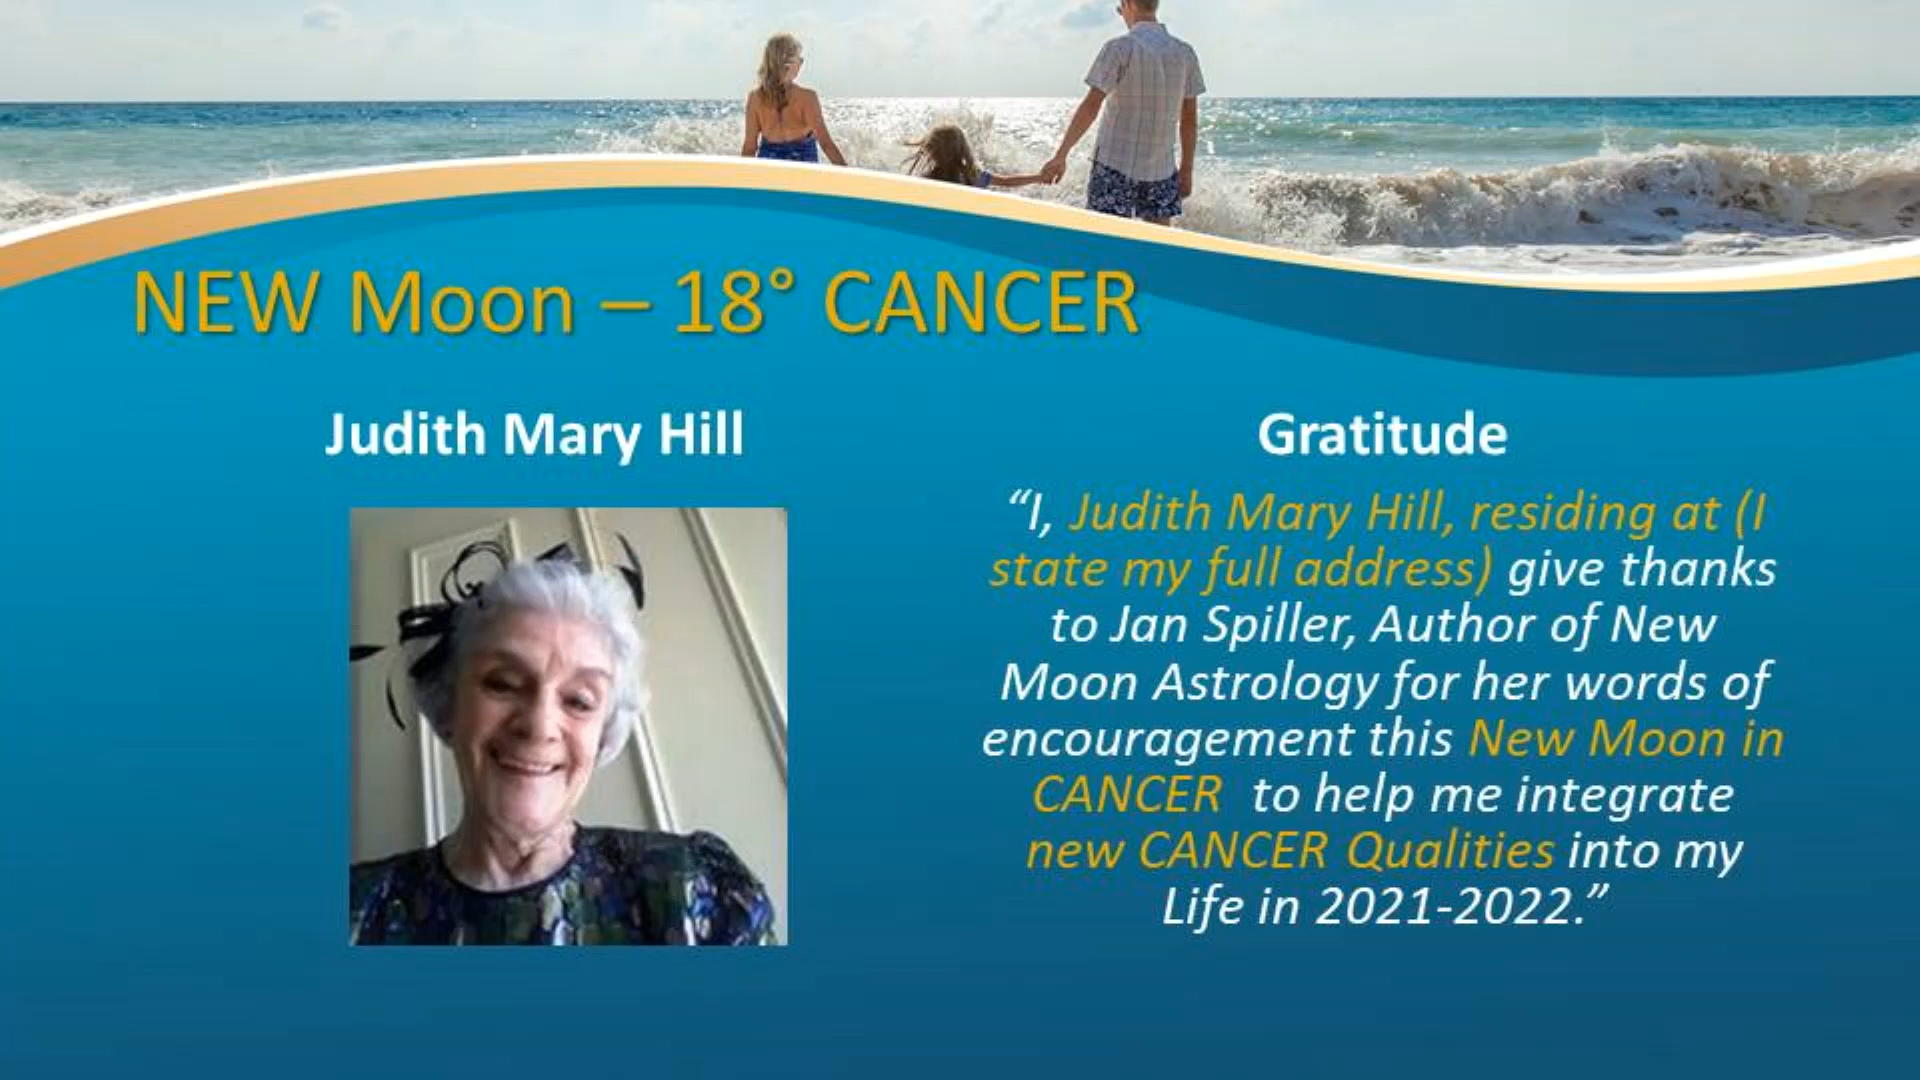 NEW Moon – 18° CANCER
Judith Mary Hill
Gratitude
“I, Judith Mary Hill, residing at (I
state my full address) give thanks
to Jan Spiller, Author of New
Moon Astrology for her words of
encouragement this New Moon in
CANCER  to help me integrate
new CANCER Qualities into my
Life in 2021-2022.”